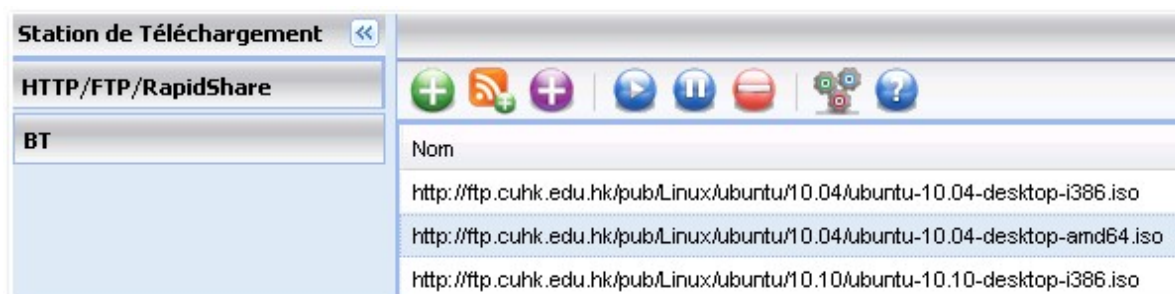 Station de Téléchargement
HTTP/FTP/RapidShare
BT
Nom
http://ftp.cuhk.edu.hk/pub/Linux/ubuntu/10.04/ubuntu-10.04-desktop-i386.iso
http://ftp.cuhk.edu.hk/pub/Linux/ubuntu/10.04/ubuntu-10.04-desktop-amd64.iso
http://ftp.cuhk.edu.hk/pub/Linux/ubuntu/10.10/ubuntu-10.10-desktop-i386.iso